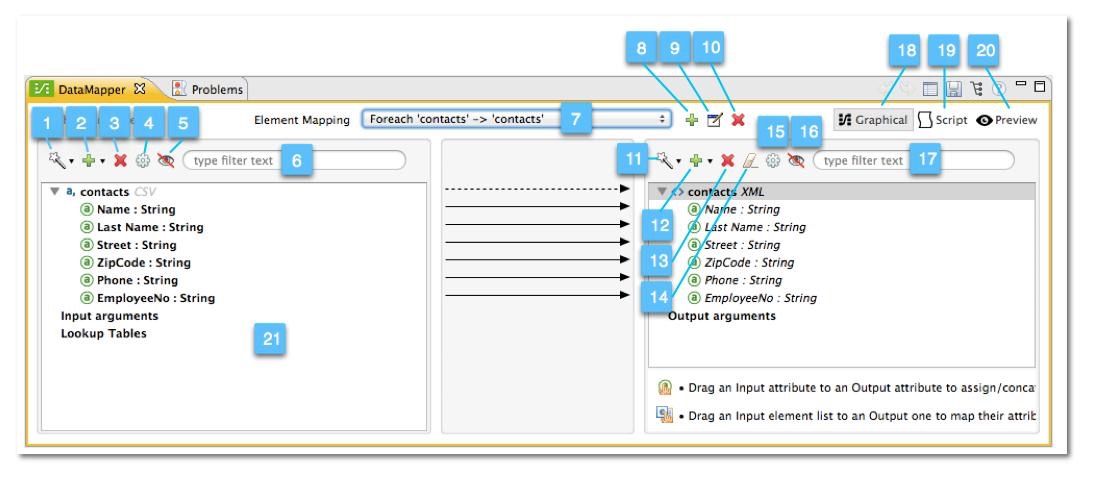 8 9 10 18 19 20
DataMapper Problems
1 2 3 4 5
Element Mapping Foreach 'contacts' -> 'contacts' 7 Graphical Script Preview
15 16
type filter text 6 11 type filter text 17
a, contacts CSV
a Name : String
a Last Name : String
a Street : String
a ZipCode : String
a Phone : String
a EmployeeNo : String
Input arguments
Lookup Tables
21
<> contacts XML
a Name : String
12 a Last Name : String
a Street : String
13 a ZipCode : String
a Phone : String
14 a EmployeeNo : String
Output arguments
• Drag an Input attribute to an Output attribute to assign/conca
• Drag an Input element list to an Output one to map their attrib